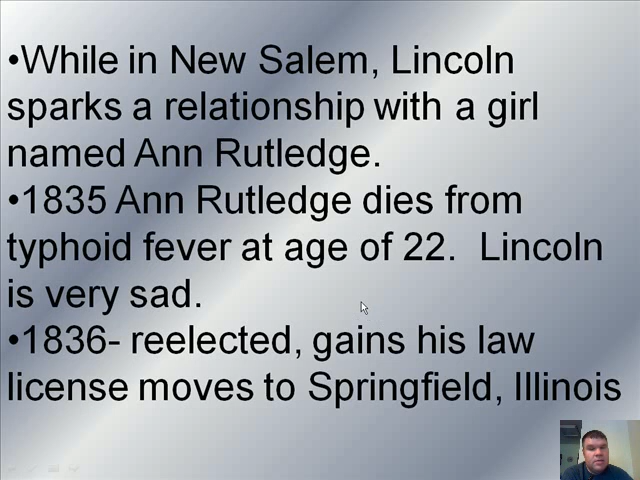 •While in New Salem, Lincoln
sparks a relationship with a girl
named Ann Rutledge.
•1835 Ann Rutledge dies from
typhoid fever at age of 22.  Lincoln
is very sad.
•1836- reelected, gains his law
license moves to Springfield, Illinois